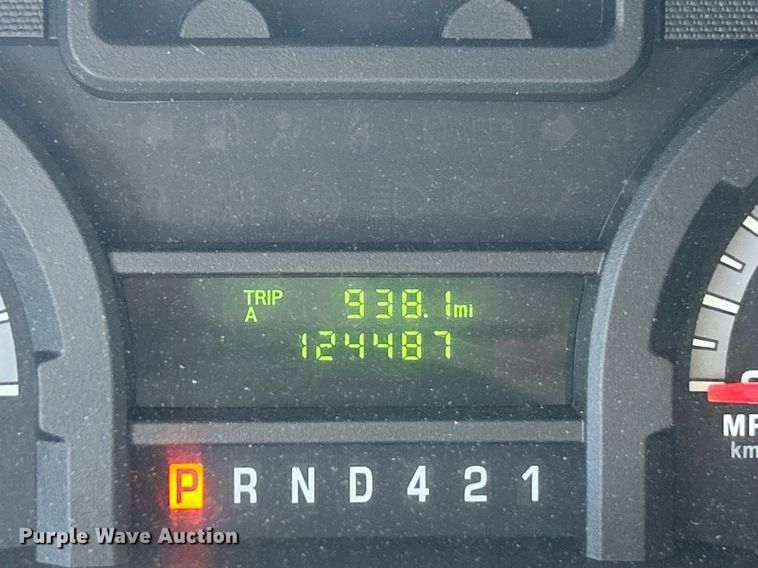 TRIP A 938.1mi
124487
P R N D 4 2 1
Purple Wave Auction